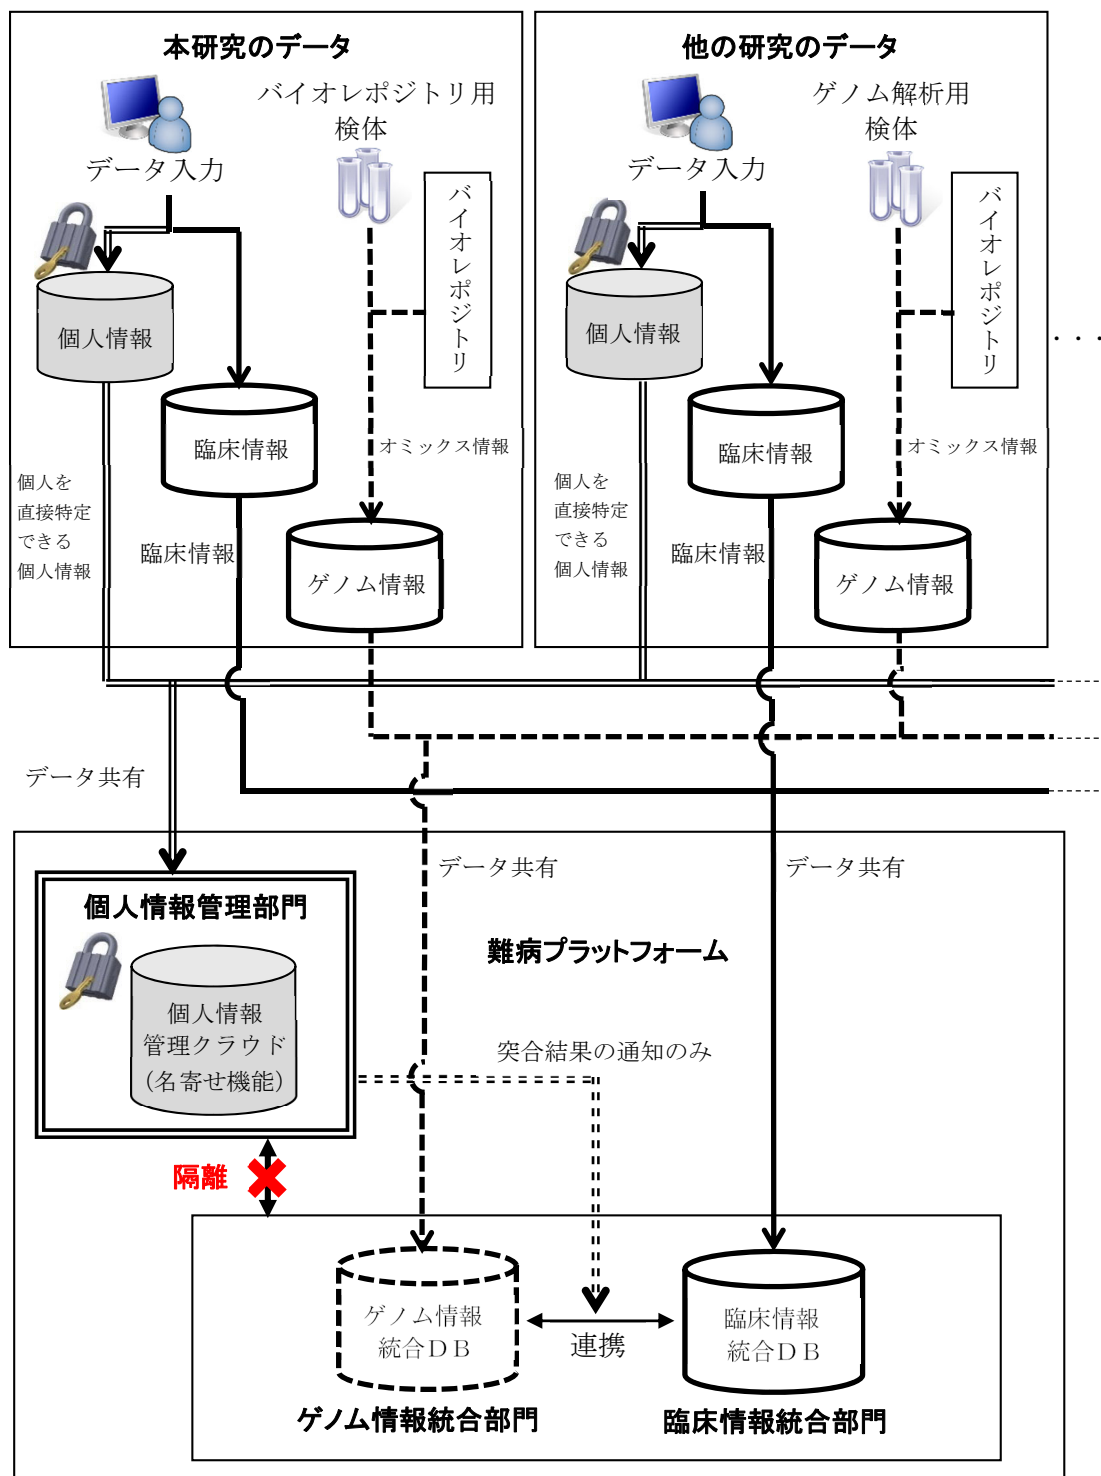 本研究のデータ
バイオレポジトリ用
検体
データ入力
バイオレポジトリ
個人情報
臨床情報
オミックス情報
個人を
直接特定
できる
個人情報
臨床情報
ゲノム情報
他の研究のデータ
ゲノム解析用
検体
データ入力
バイオレポジトリ
個人情報
・・・
臨床情報
オミックス情報
個人を
直接特定
できる
個人情報
臨床情報
ゲノム情報
データ共有
データ共有
データ共有
個人情報管理部門
難病プラットフォーム
個人情報
管理クラウド
（名寄せ機能）
突合結果の通知のみ
隔離
ゲノム情報
統合ＤＢ
連携
臨床情報
統合ＤＢ
ゲノム情報統合部門
臨床情報統合部門